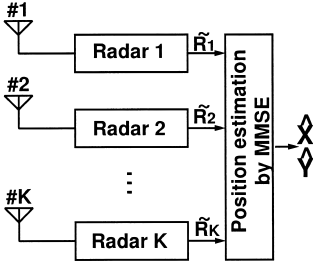 #1
Radar 1
R̃1
#2
Radar 2
R̃2
...
#K
Radar K
R̃K
Position estimation
by MMSE
X̂
Ŷ